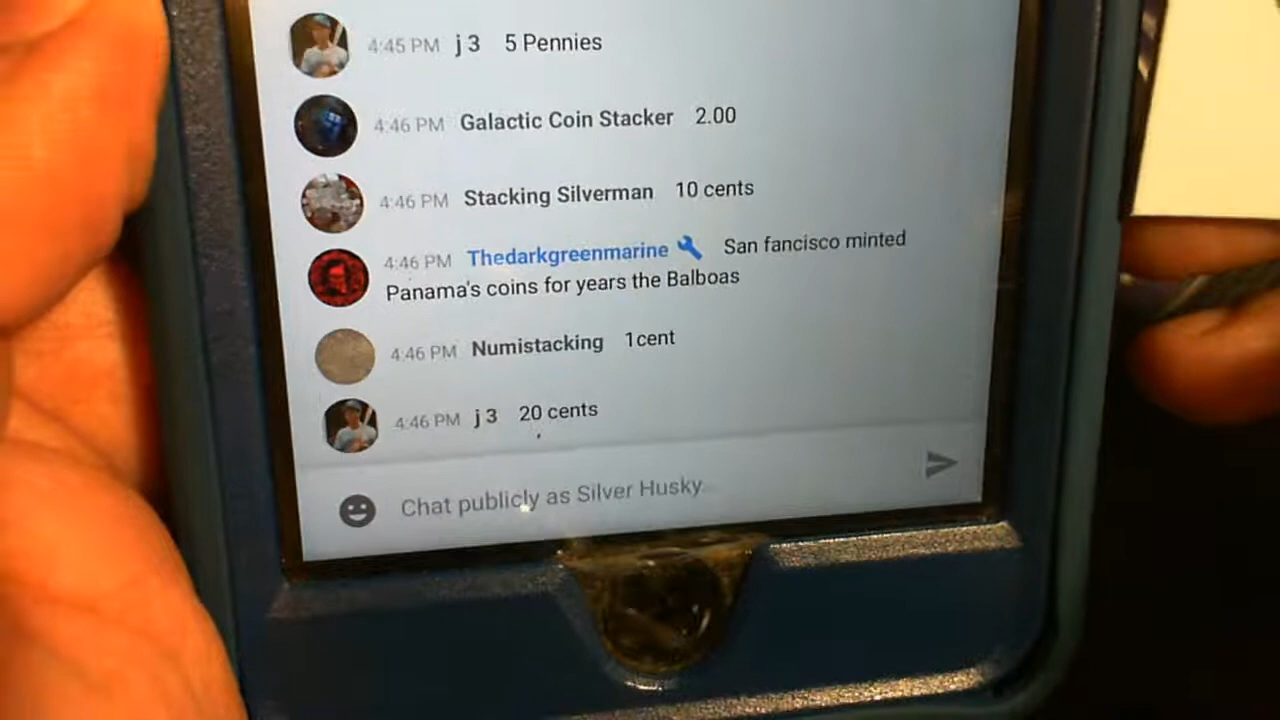 4:45 PM j 3 5 Pennies
4:46 PM Galactic Coin Stacker 2.00
4:46 PM Stacking Silverman 10 cents
4:46 PM Thedarkgreenmarine San fancisco minted
Panama's coins for years the Balboas
4:46 PM Numistacking 1cent
4:46 PM j 3 20 cents
Chat publicly as Silver Husky...